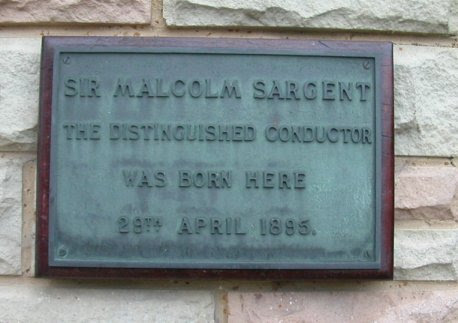 SIR MALCOLM SARGENT
THE DISTINGUISHED CONDUCTOR
WAS BORN HERE
29TH APRIL 1895.